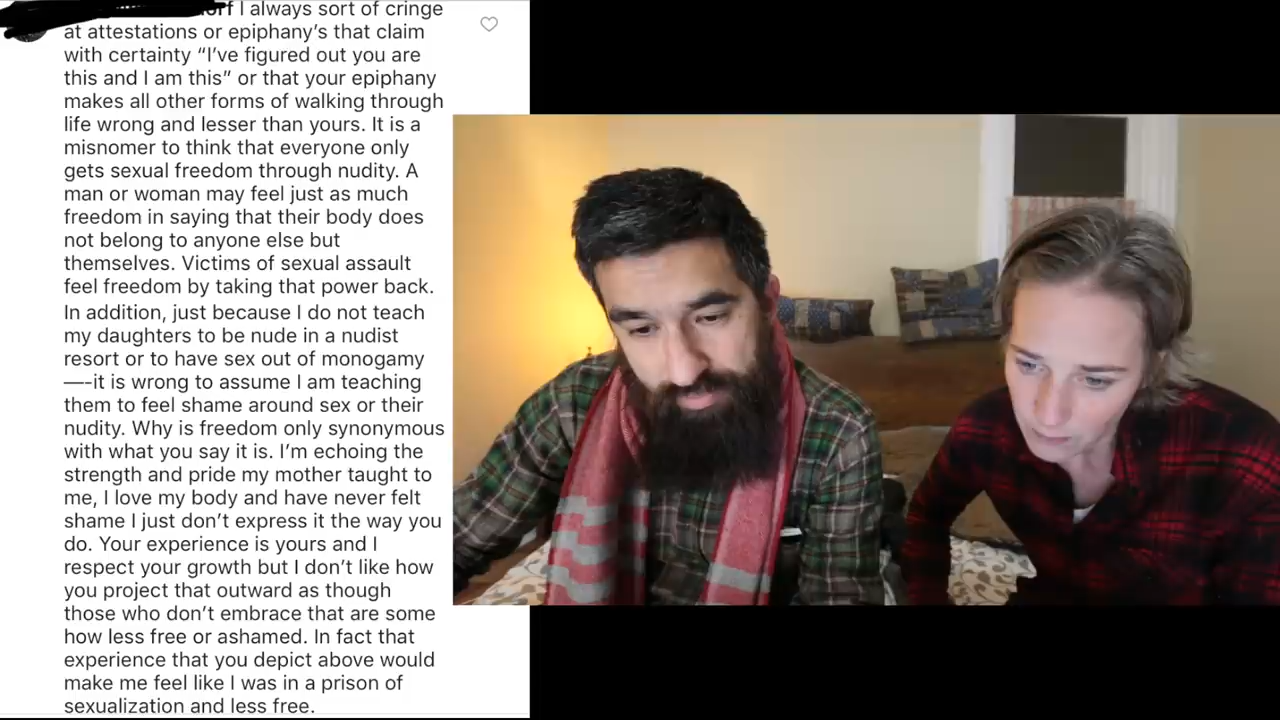 I always sort of cringe
at attestations or epiphany's that claim
with certainty “I've figured out you are
this and I am this” or that your epiphany
makes all other forms of walking through
life wrong and lesser than yours. It is a
misnomer to think that everyone only
gets sexual freedom through nudity. A
man or woman may feel just as much
freedom in saying that their body does
not belong to anyone else but
themselves. Victims of sexual assault
feel freedom by taking that power back.
In addition, just because I do not teach
my daughters to be nude in a nudist
resort or to have sex out of monogamy
—-it is wrong to assume I am teaching
them to feel shame around sex or their
nudity. Why is freedom only synonymous
with what you say it is. I'm echoing the
strength and pride my mother taught to
me, I love my body and have never felt
shame I just don't express it the way you
do. Your experience is yours and I
respect your growth but I don't like how
you project that outward as though
those who don't embrace that are some
how less free or ashamed. In fact that
experience that you depict above would
make me feel like I was in a prison of
sexualization and less free.